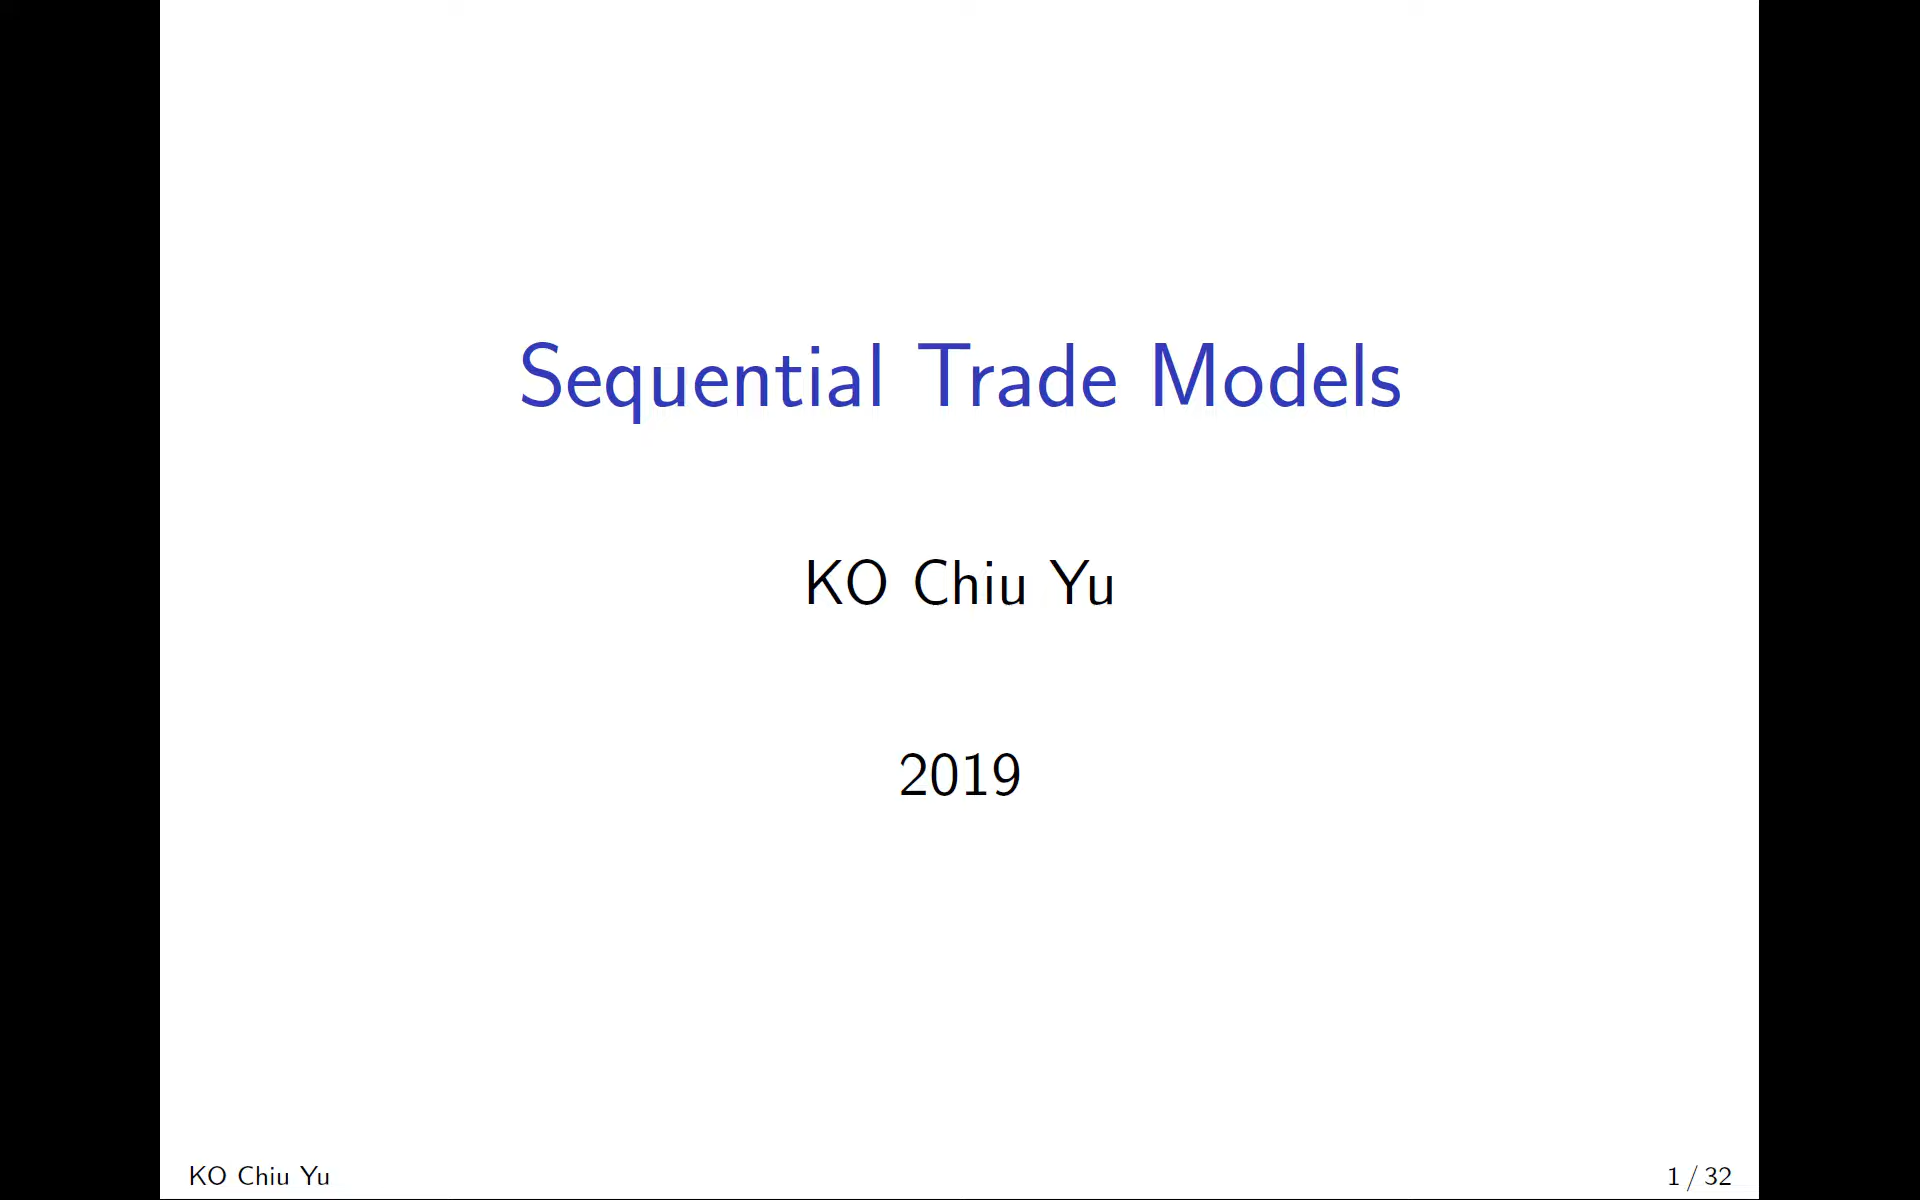 Sequential Trade Models
KO Chiu Yu
2019
KO Chiu Yu
1 / 32